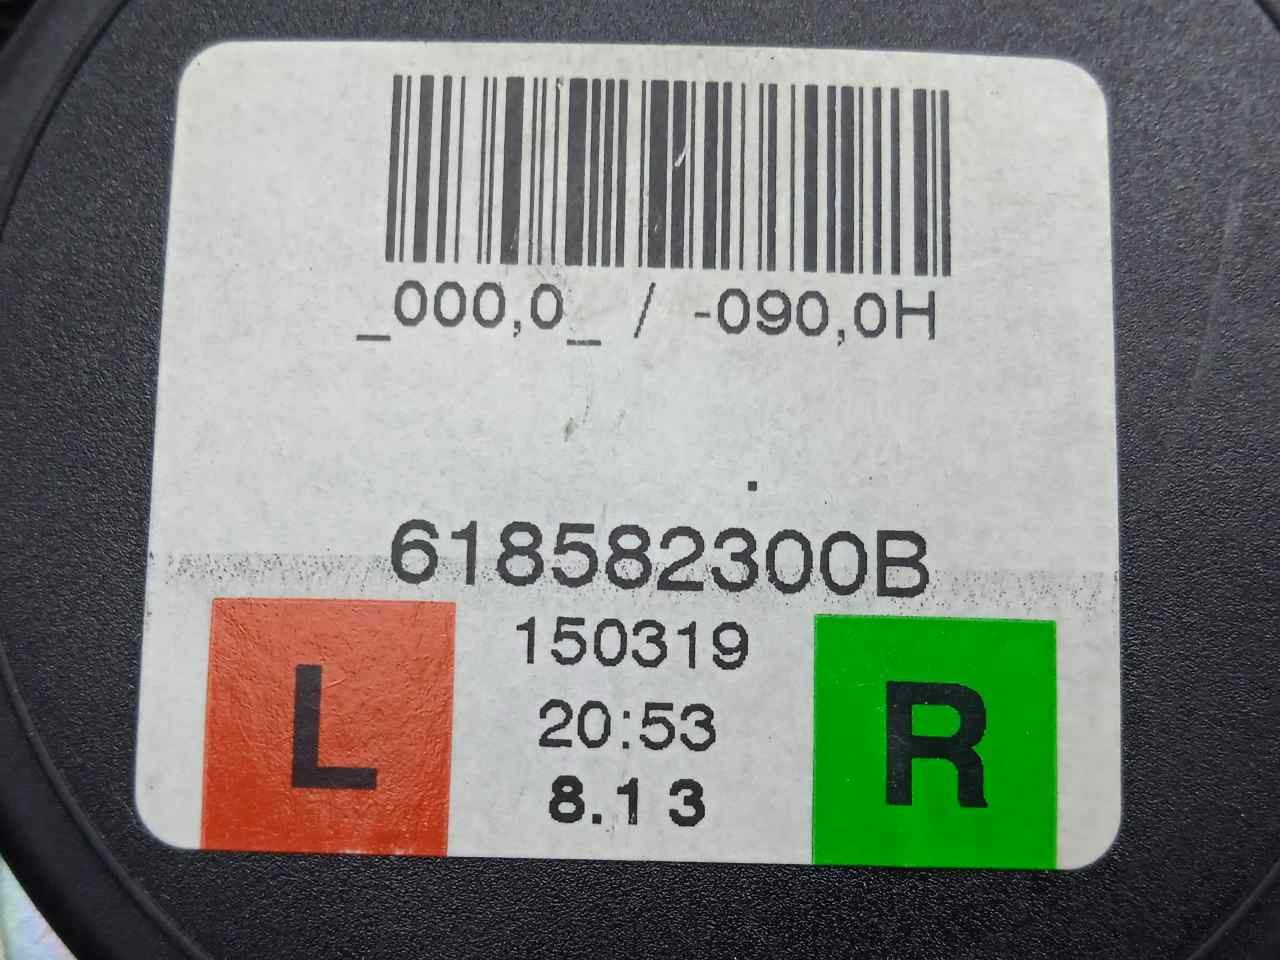 _000,0_ / -090,0H
618582300B
150319
L
20:53
R
8.13